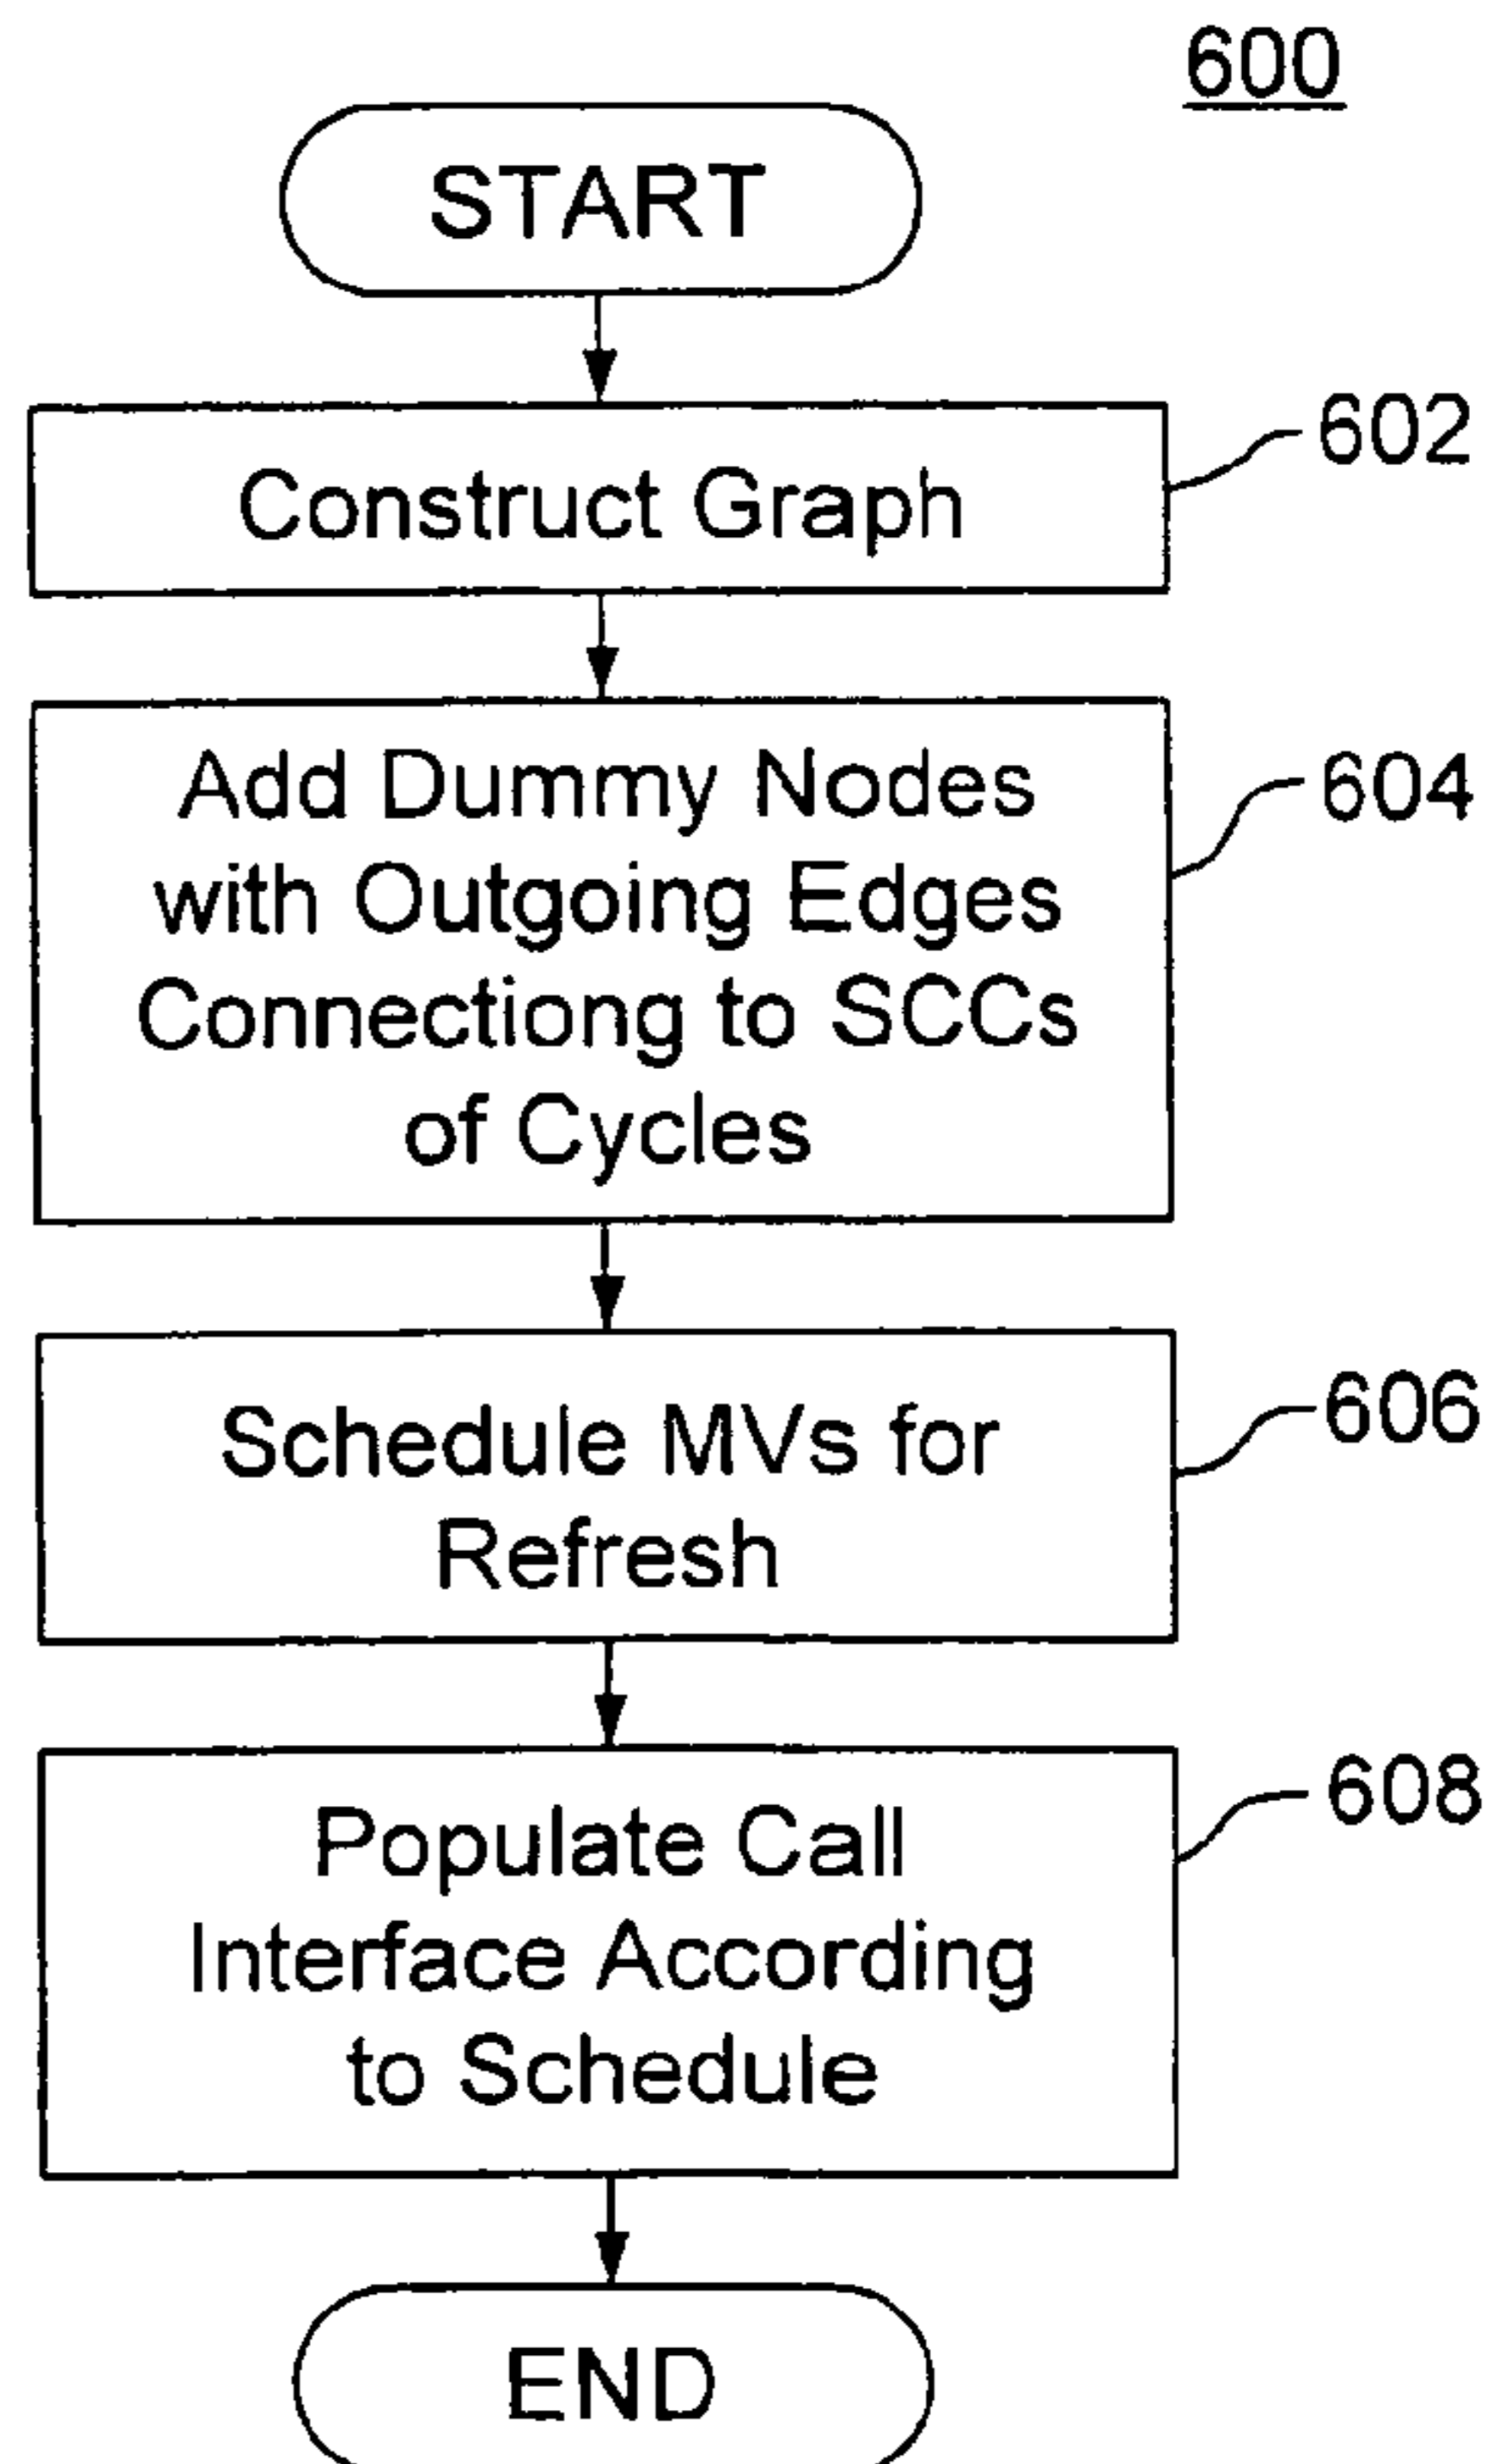 600
START
Construct Graph
602
Add Dummy Nodes
with Outgoing Edges
Connectiong to SCCs
of Cycles
604
Schedule MVs for
Refresh
606
Populate Call
Interface According
to Schedule
608
END